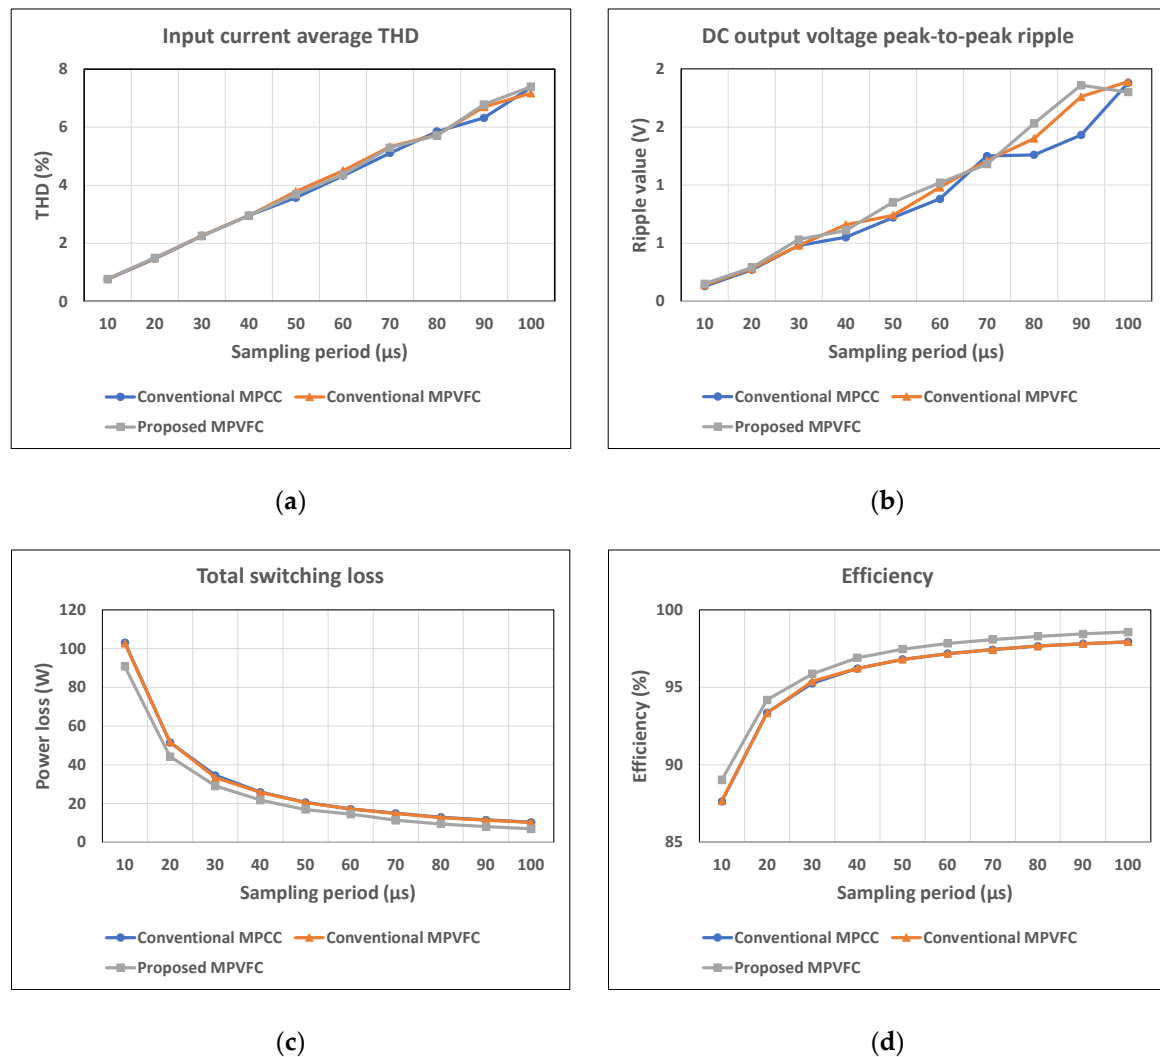 Input current average THD
8
6
4
2
0
THD (%)
10 20 30 40 50 60 70 80 90 100
Sampling period (µs)
Conventional MPCC Conventional MPVFC
Proposed MPVFC
(a)
DC output voltage peak-to-peak ripple
2
2
1
1
0
Ripple value (V)
10 20 30 40 50 60 70 80 90 100
Sampling period (µs)
Conventional MPCC Conventional MPVFC
Proposed MPVFC
(b)
Total switching loss
120
100
80
60
40
20
0
Power loss (W)
10 20 30 40 50 60 70 80 90 100
Sampling period (µs)
Conventional MPCC Conventional MPVFC
Proposed MPVFC
(c)
Efficiency
100
95
90
85
Efficiency (%)
10 20 30 40 50 60 70 80 90 100
Sampling period (µs)
Conventional MPCC Conventional MPVFC
Proposed MPVFC
(d)